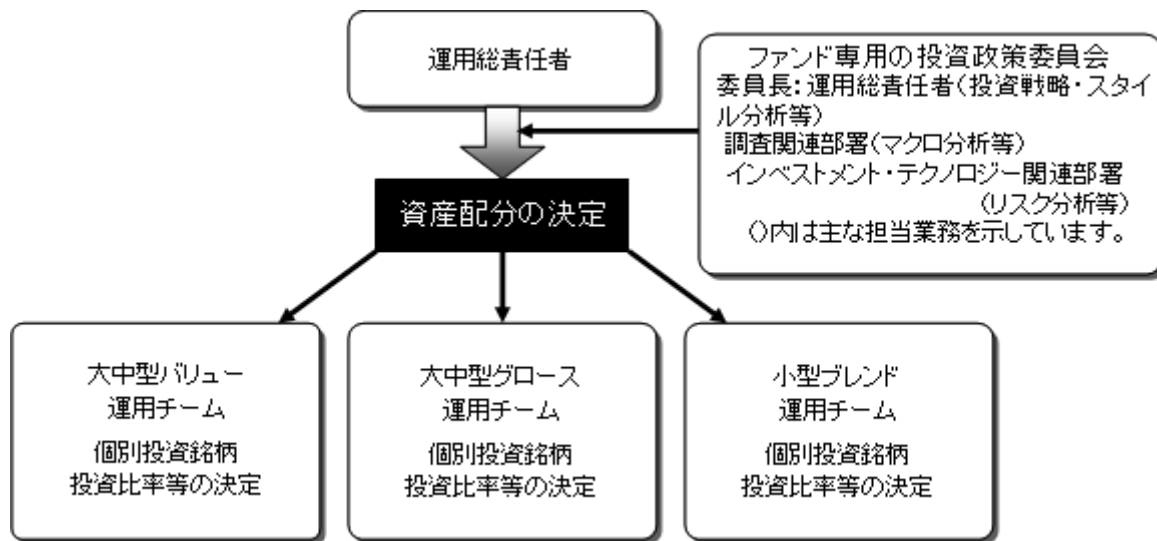 運用総責任者
ファンド専用の投資政策委員会
委員長:運用総責任者(投資戦略・スタイ
ル分析等)
調査関連部署(マクロ分析等)
インベストメント・テクノロジー関連部署
(リスク分析等)
()内は主な担当業務を示しています。
資産配分の決定
大中型バリュー
運用チーム
個別投資銘柄
投資比率等の決定
大中型グロース
運用チーム
個別投資銘柄
投資比率等の決定
小型ブレンド
運用チーム
個別投資銘柄
投資比率等の決定